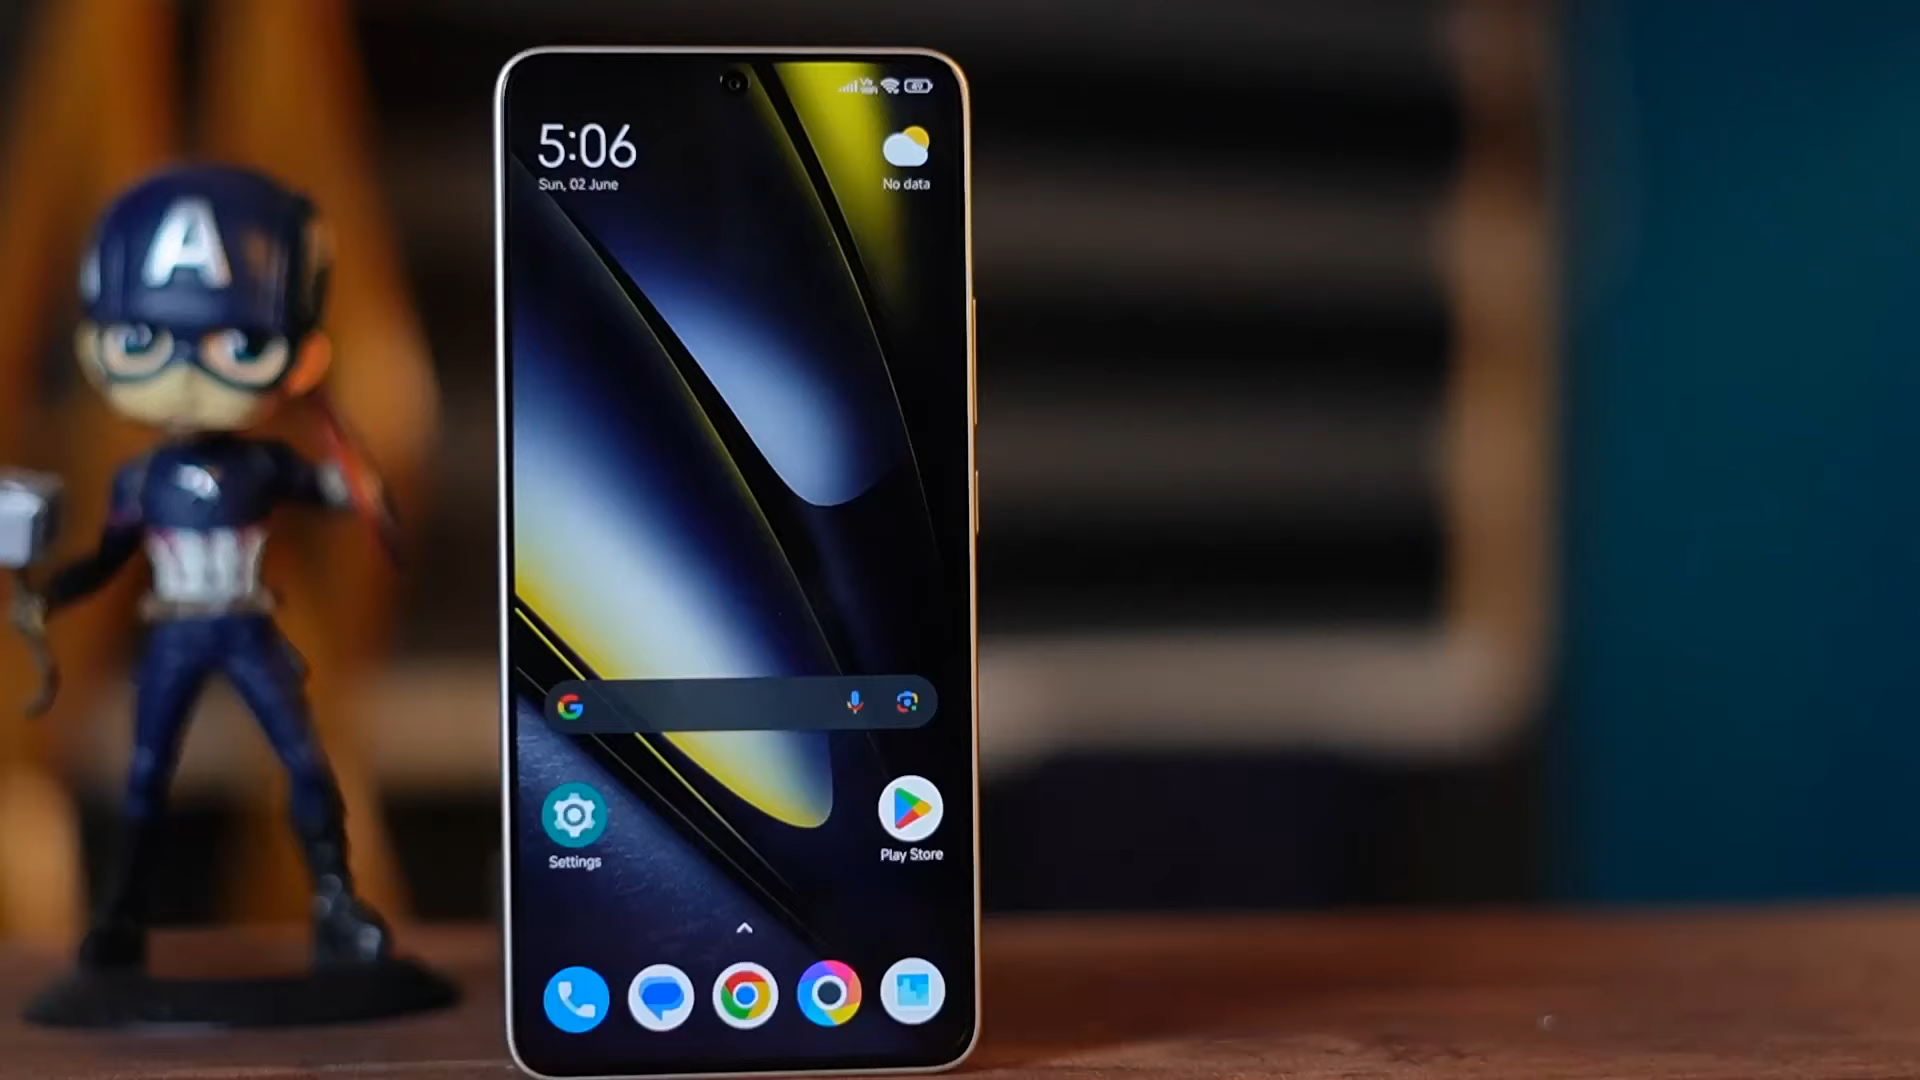 A
5:06
Sun, 02 June
No data
G
Settings
Play Store